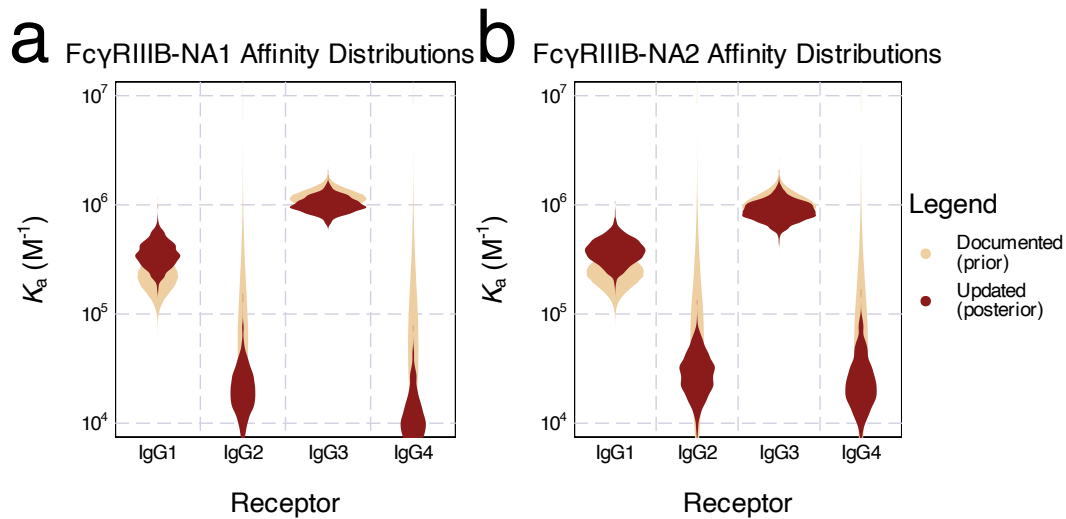 a
FcγRIIIB-NA1 Affinity Distributions
10⁷
10⁶
10⁵
10⁴
Kₐ (M⁻¹)
IgG1 IgG2 IgG3 IgG4
Receptor
b
FcγRIIIB-NA2 Affinity Distributions
10⁷
10⁶
10⁵
10⁴
Kₐ (M⁻¹)
IgG1 IgG2 IgG3 IgG4
Receptor
Legend
Documented
(prior)
Updated
(posterior)